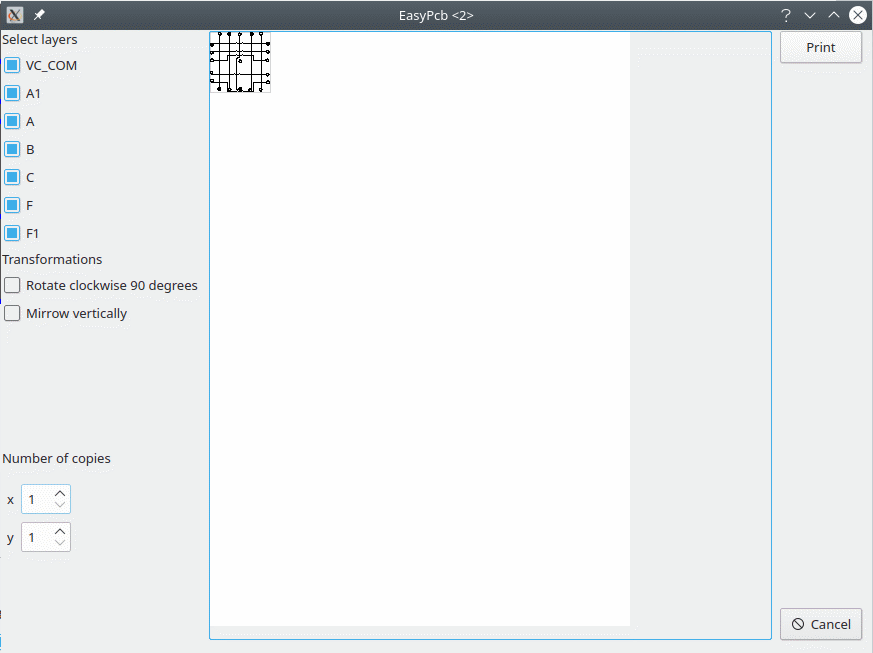 EasyPcb <2>
?
Select layers
VC_COM
A1
A
B
C
F
F1
Transformations
Rotate clockwise 90 degrees
Mirrow vertically
Number of copies
x 1
y 1
Print
Cancel